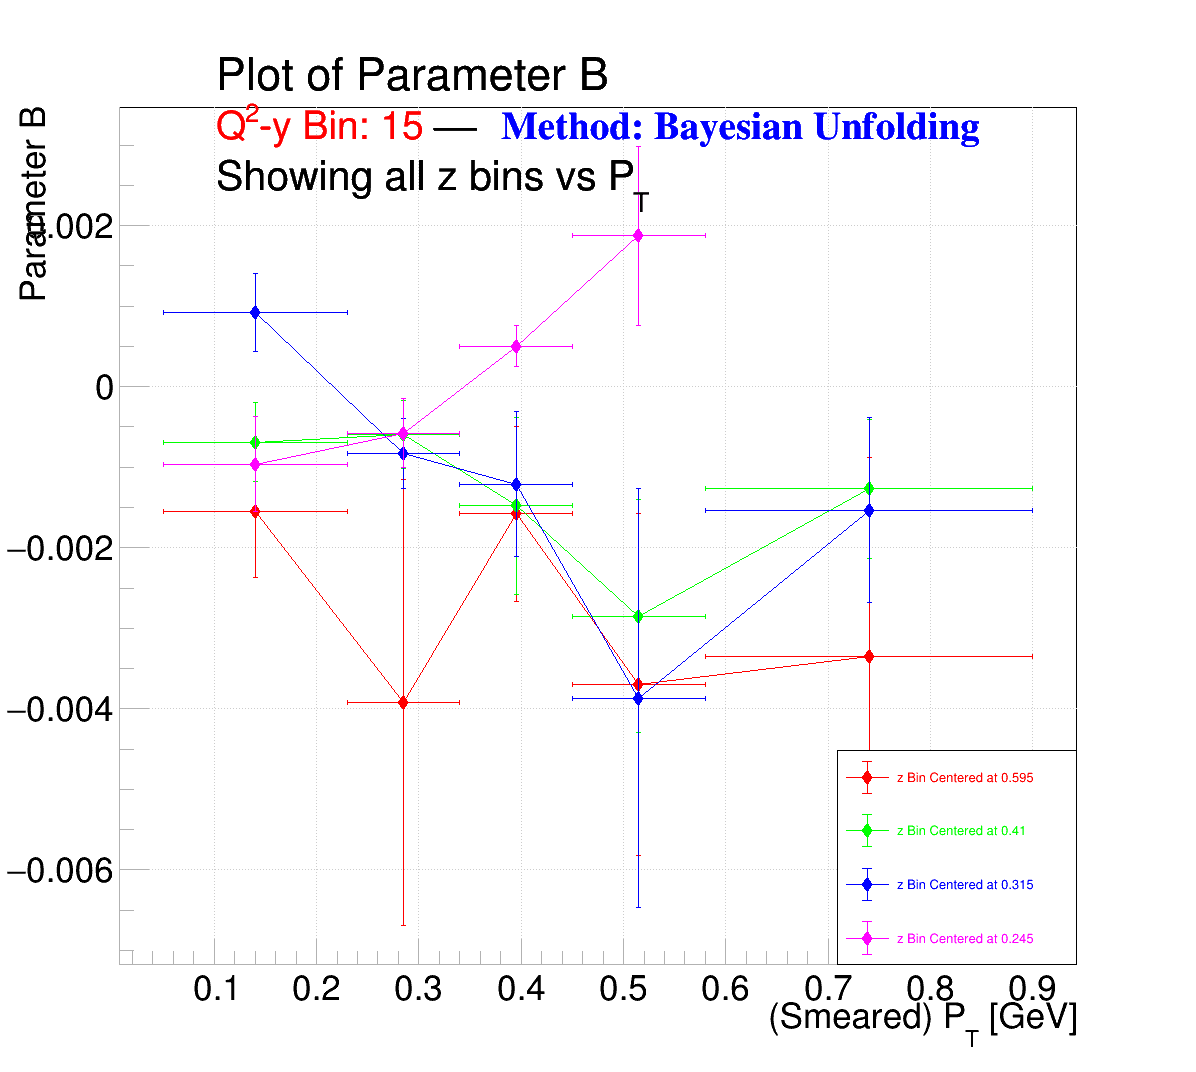 Plot of Parameter B
Q²-y Bin: 15 — Method: Bayesian Unfolding
Showing all z bins vs P_T
Parameter B
0.002
0
−0.002
−0.004
−0.006
z Bin Centered at 0.595
z Bin Centered at 0.41
z Bin Centered at 0.315
z Bin Centered at 0.245
0.1 0.2 0.3 0.4 0.5 0.6 0.7 0.8 0.9
(Smeared) P_T [GeV]